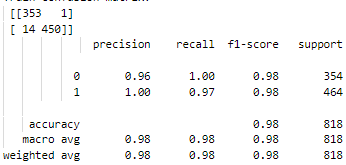 [[353   1]
[ 14 450]]
precision    recall  f1-score   support
0       0.96      1.00      0.98       354
1       1.00      0.97      0.98       464
accuracy                           0.98       818
macro avg       0.98      0.98      0.98       818
weighted avg       0.98      0.98      0.98       818